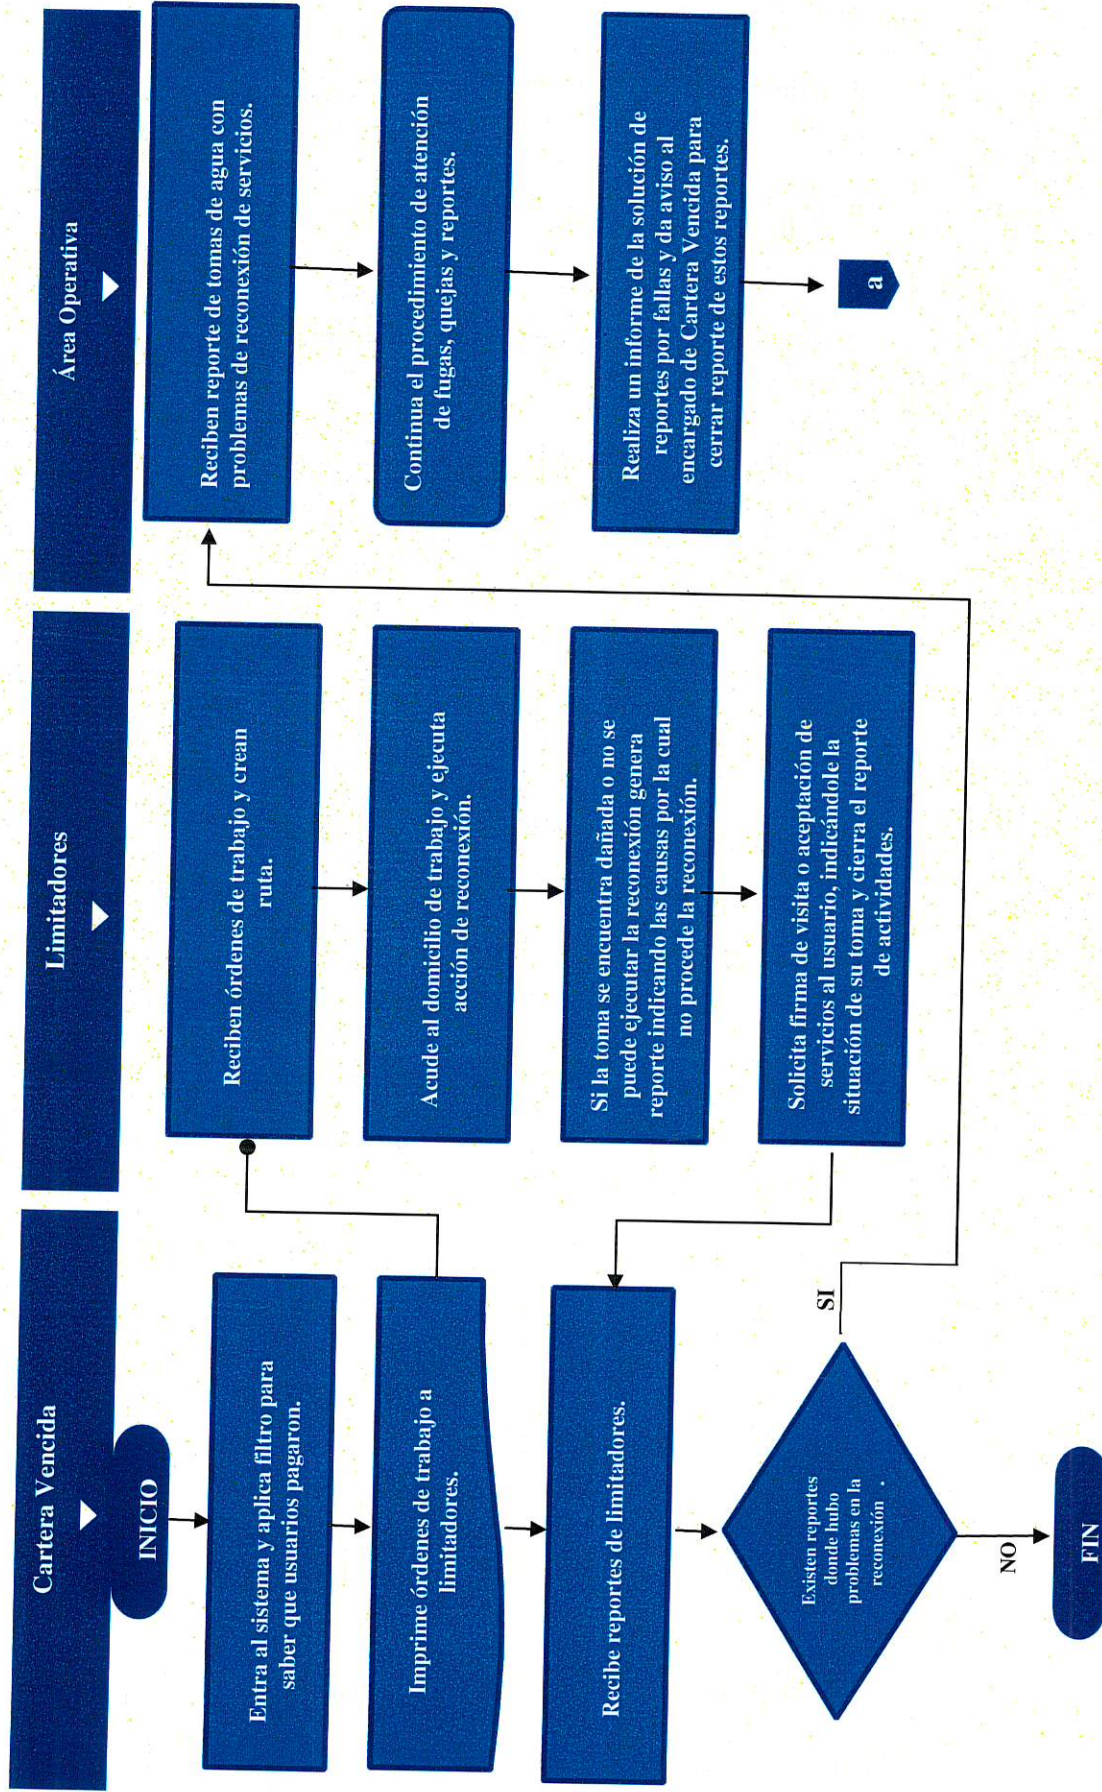 Cartera Vencida
INICIO
Entra al sistema y aplica filtro para
saber que usuarios pagaron.
Imprime órdenes de trabajo a
limitadores.
Recibe reportes de limitadores.
Existen reportes
donde hubo
problemas en la
reconexión .
SI
NO
FIN
Limitadores
Reciben órdenes de trabajo y crean
ruta.
Acude al domicilio de trabajo y ejecuta
acción de reconexión.
Si la toma se encuentra dañada o no se
puede ejecutar la reconexión genera
reporte indicando las causas por la cual
no procede la reconexión.
Solicita firma de visita o aceptación de
servicios al usuario, indicándole la
situación de su toma y cierra el reporte
de actividades.
Área Operativa
Reciben reporte de tomas de agua con
problemas de reconexión de servicios.
Continua el procedimiento de atención
de fugas, quejas y reportes.
Realiza un informe de la solución de
reportes por fallas y da aviso al
encargado de Cartera Vencida para
cerrar reporte de estos reportes.
a